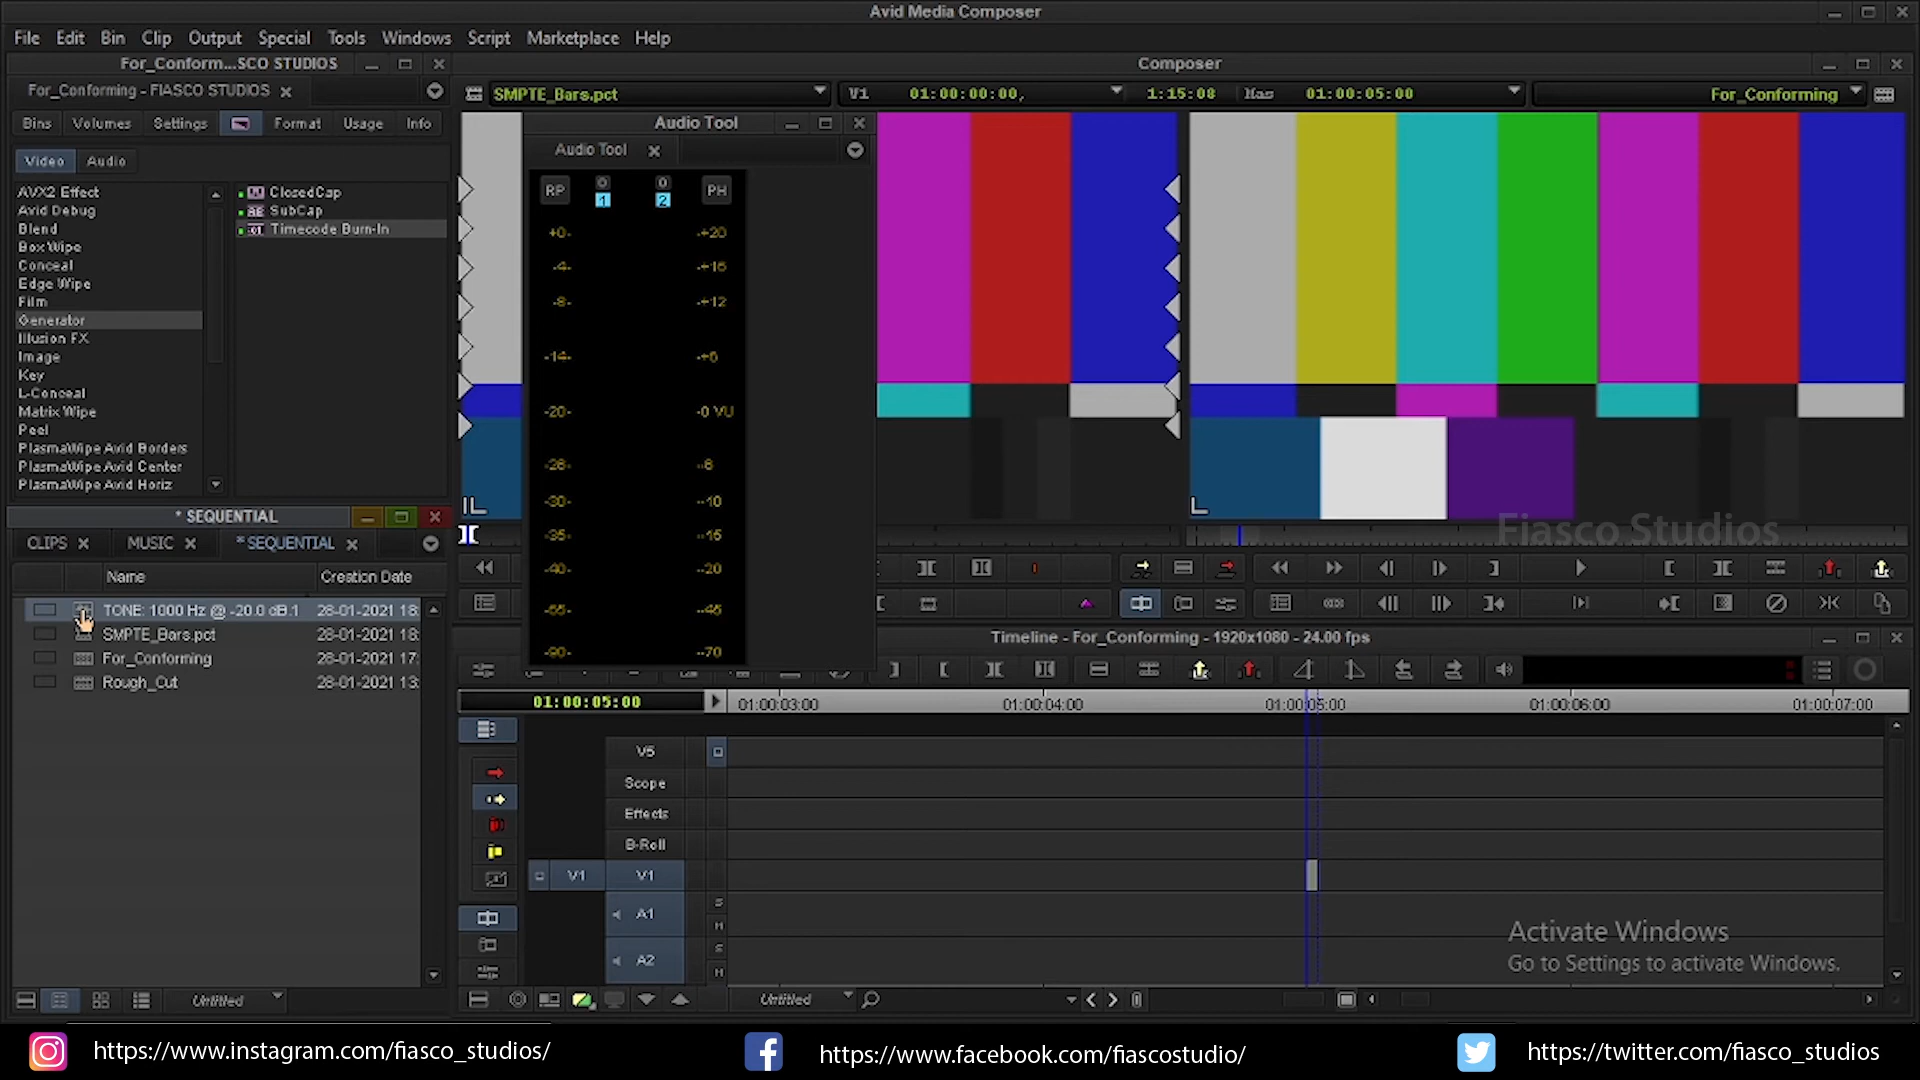 Avid Media Composer
File Edit Bin Clip Output Special Tools Windows Script Marketplace Help
For_Conform...SCO STUDIOS
Composer
For_Conforming - FIASCO STUDIOS
SMPTE_Bars.pct
V1 01:00:00:00, 1:15:08 Mas 01:00:05:00
For_Conforming
Bins Volumes Settings Format Usage Info
Video Audio
AVX2 Effect
Avid Debug
Blend
Box Wipe
Conceal
Edge Wipe
Film
Generator
Illusion FX
Image
Key
L-Conceal
Matrix Wipe
Peel
PlasmaWipe Avid Borders
PlasmaWipe Avid Center
PlasmaWipe Avid Horiz
ClosedCap
SubCap
Timecode Burn-In
Audio Tool
Audio Tool
RP 0 0 PH
1 2
+0- -+20
-4- -+16
-8- -+12
-14- -+6
-20- -0 VU
-26- --8
-30- --10
-35- --15
-40- --20
--45
-90- --70
Fiasco Studios
* SEQUENTIAL
CLIPS MUSIC * SEQUENTIAL
Name Creation Date
TONE: 1000 Hz @ -20.0 dB.1 28-01-2021 18:
SMPTE_Bars.pct 28-01-2021 18:
For_Conforming 28-01-2021 17:
Rough_Cut 28-01-2021 13:
Untitled
Timeline - For_Conforming - 1920x1080 - 24.00 fps
01:00:05:00
01:00:03:00 01:00:04:00 01:00:05:00 01:00:06:00 01:00:07:00
V5
Scope
Effects
B-Roll
V1 V1
A1 S M
A2 S M
Untitled
Activate Windows
Go to Settings to activate Windows.
https://www.instagram.com/fiasco_studios/
https://www.facebook.com/fiascostudio/
https://twitter.com/fiasco_studios